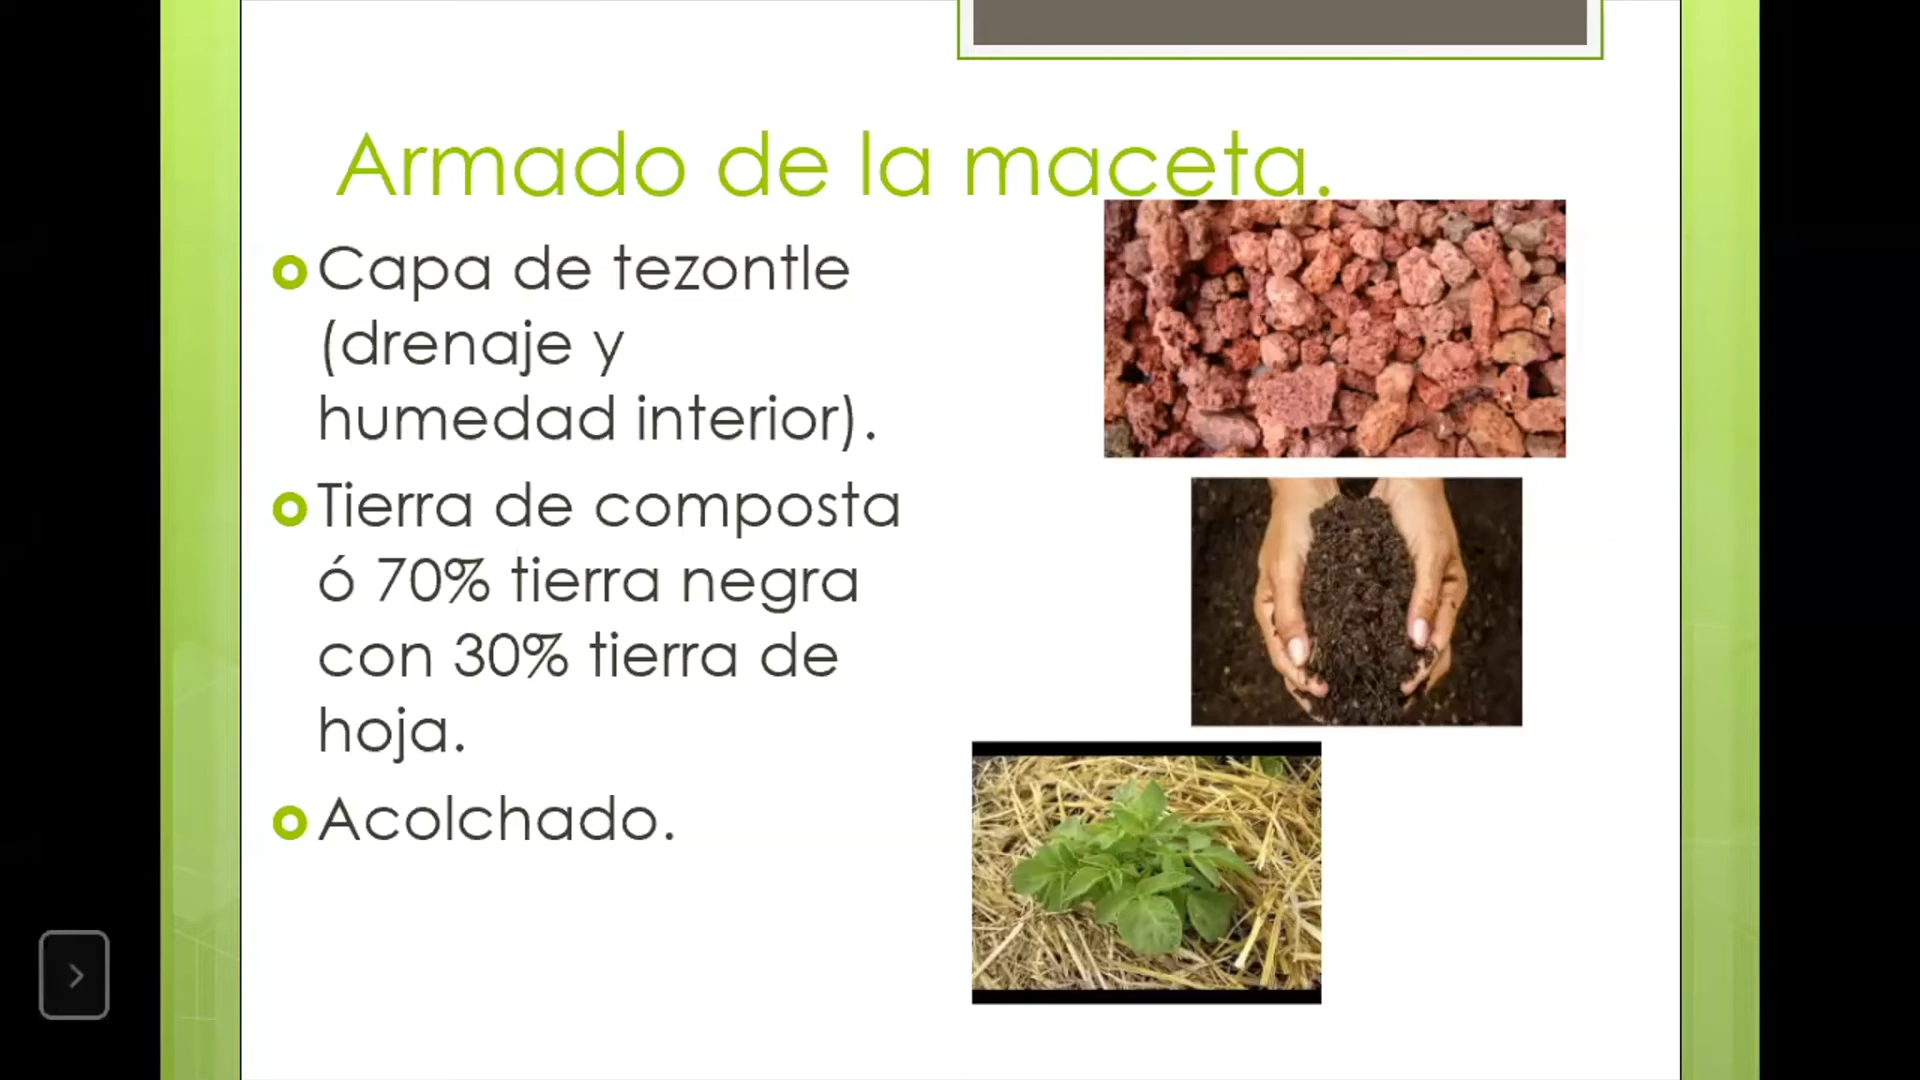 Armado de la maceta.
Capa de tezontle
(drenaje y
humedad interior).
Tierra de composta
ó 70% tierra negra
con 30% tierra de
hoja.
Acolchado.